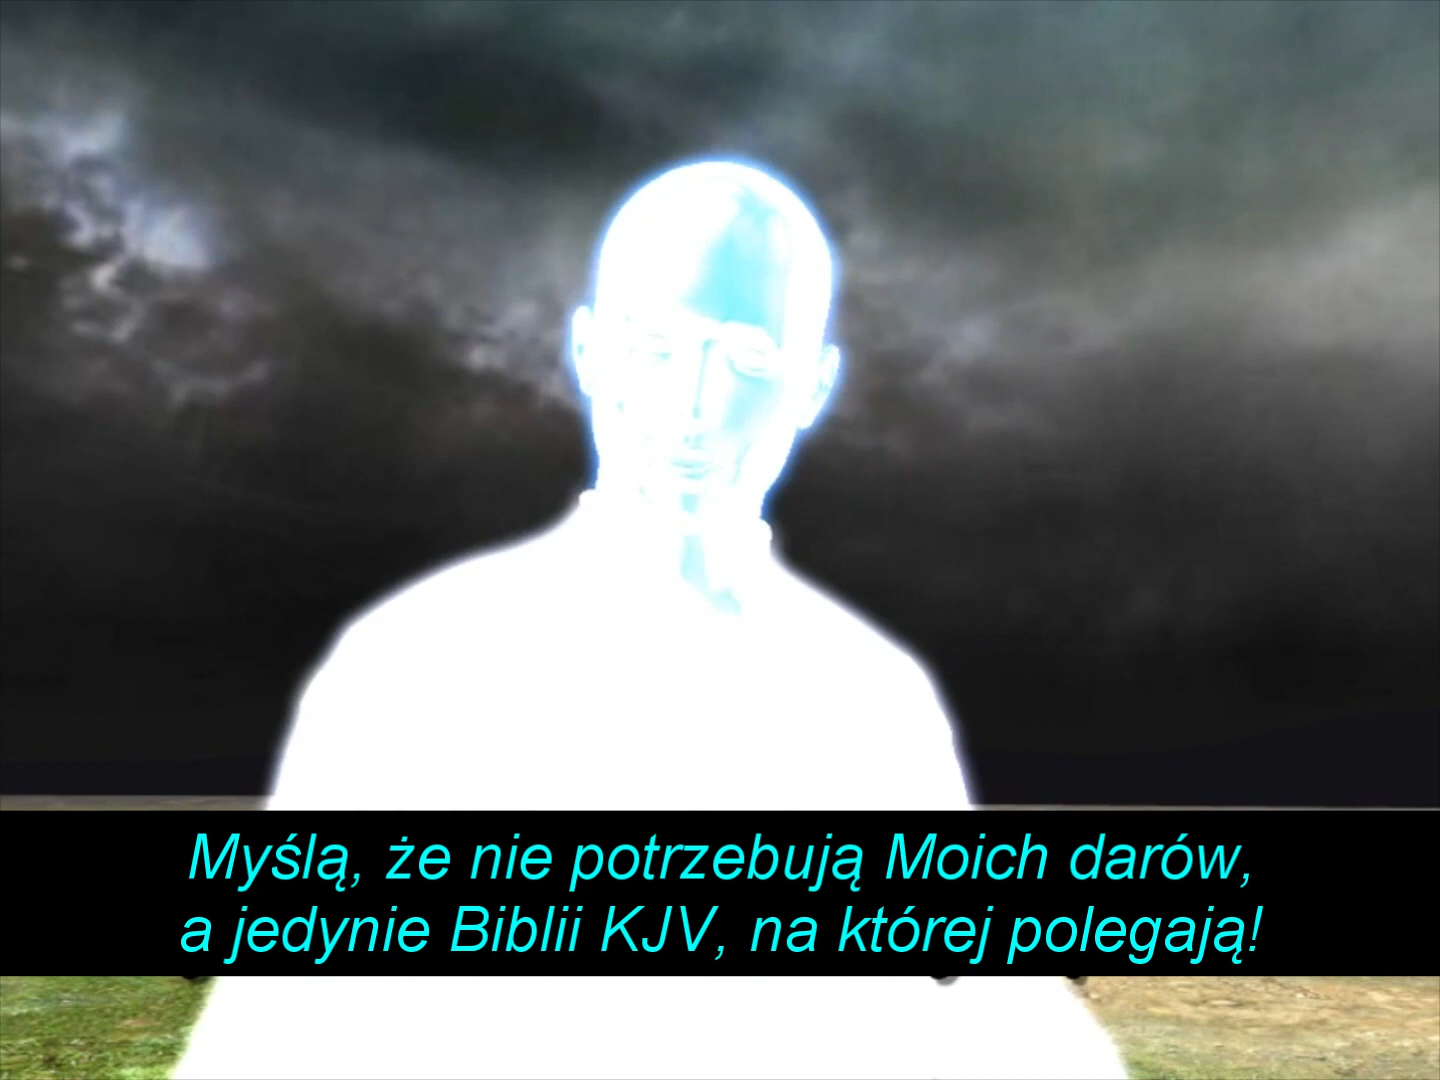 Myślą, że nie potrzebują Moich darów,
a jedynie Biblii KJV, na której polegają!